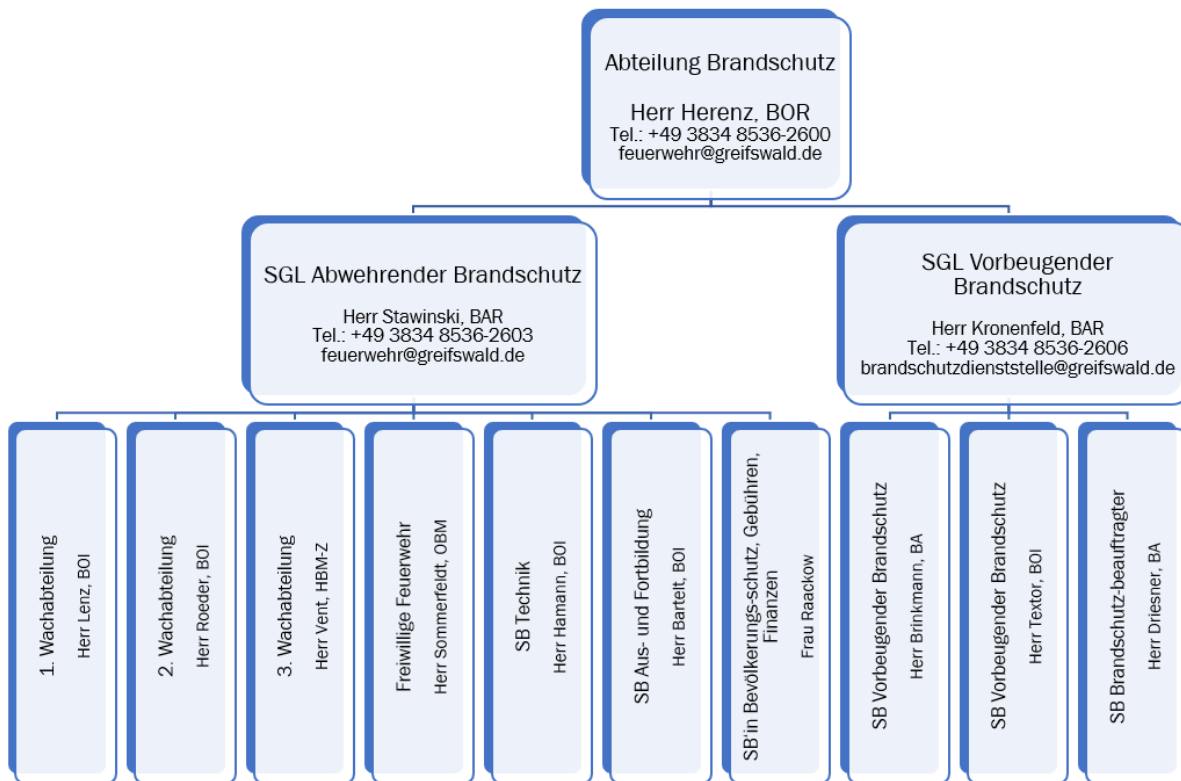 Abteilung Brandschutz
Herr Herenz, BOR
Tel.: +49 3834 8536-2600
feuerwehr@greifswald.de
SGL Abwehrender Brandschutz
Herr Stawinski, BAR
Tel.: +49 3834 8536-2603
feuerwehr@greifswald.de
SGL Vorbeugender
Brandschutz
Herr Kronenfeld, BAR
Tel.: +49 3834 8536-2606
brandschutzdienststelle@greifswald.de
1. Wachabteilung
Herr Lenz, BOI
2. Wachabteilung
Herr Roeder, BOI
3. Wachabteilung
Herr Vent, HBM-Z
Freiwillige Feuerwehr
Herr Sommerfeldt, OBM
SB Technik
Herr Hamann, BOI
SB Aus- und Fortbildung
Herr Bartelt, BOI
SB'in Bevölkerungs-schutz, Gebühren,
Finanzen
Frau Raackow
SB Vorbeugender Brandschutz
Herr Brinkmann, BA
SB Vorbeugender Brandschutz
Herr Textor, BOI
SB Brandschutz-beauftragter
Herr Driesner, BA